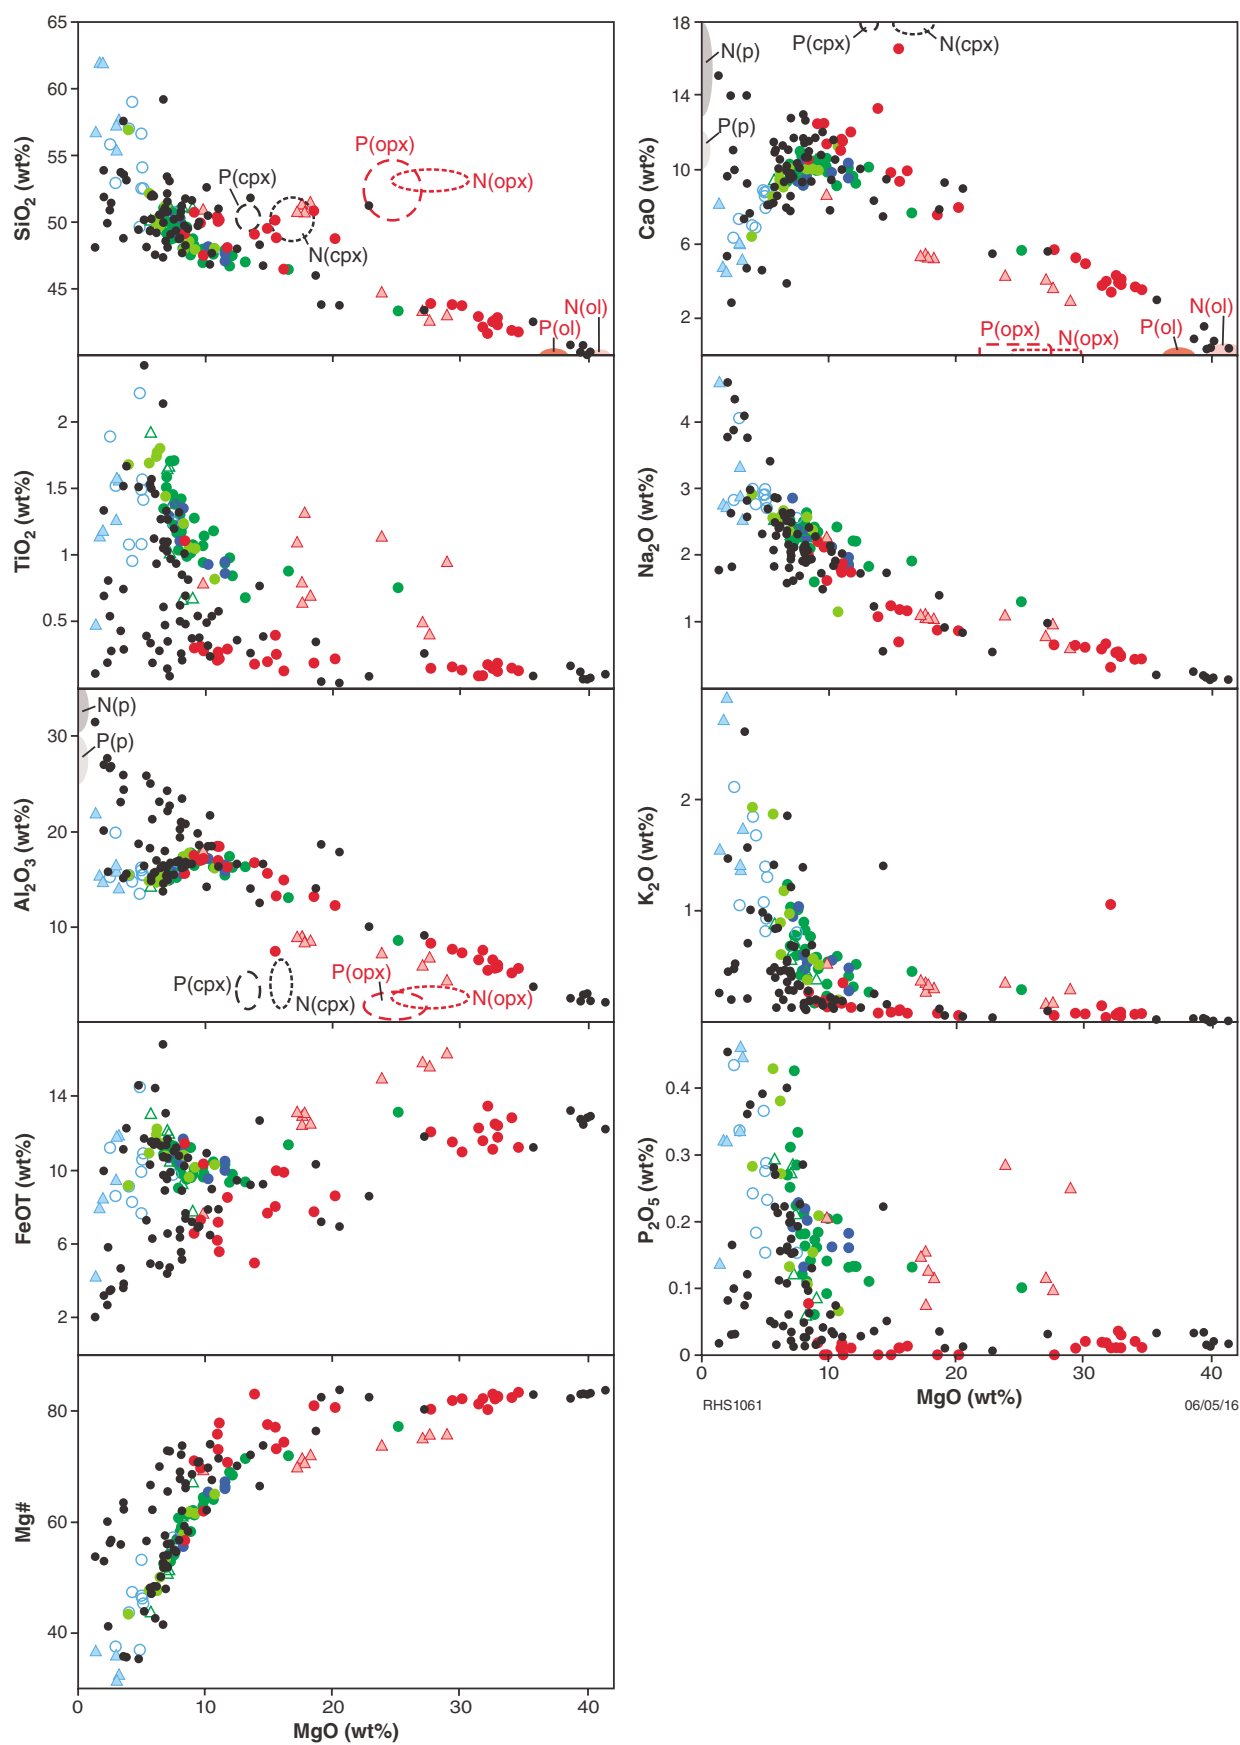 65
60
55
50
45
SiO₂ (wt%)
P(cpx)
N(cpx)
P(opx)
N(opx)
P(ol)
N(ol)
18
14
10
6
2
CaO (wt%)
N(p)
P(p)
P(cpx)
N(cpx)
P(opx)
N(opx)
P(ol)
N(ol)
2
1.5
1
0.5
TiO₂ (wt%)
4
3
2
1
Na₂O (wt%)
30
20
10
Al₂O₃ (wt%)
N(p)
P(p)
P(cpx)
N(cpx)
P(opx)
N(opx)
2
1
K₂O (wt%)
14
10
6
2
FeOT (wt%)
0.4
0.3
0.2
0.1
0
P₂O₅ (wt%)
0 10 20 30 40
MgO (wt%)
RHS1061
06/05/16
80
60
40
Mg#
0 10 20 30 40
MgO (wt%)